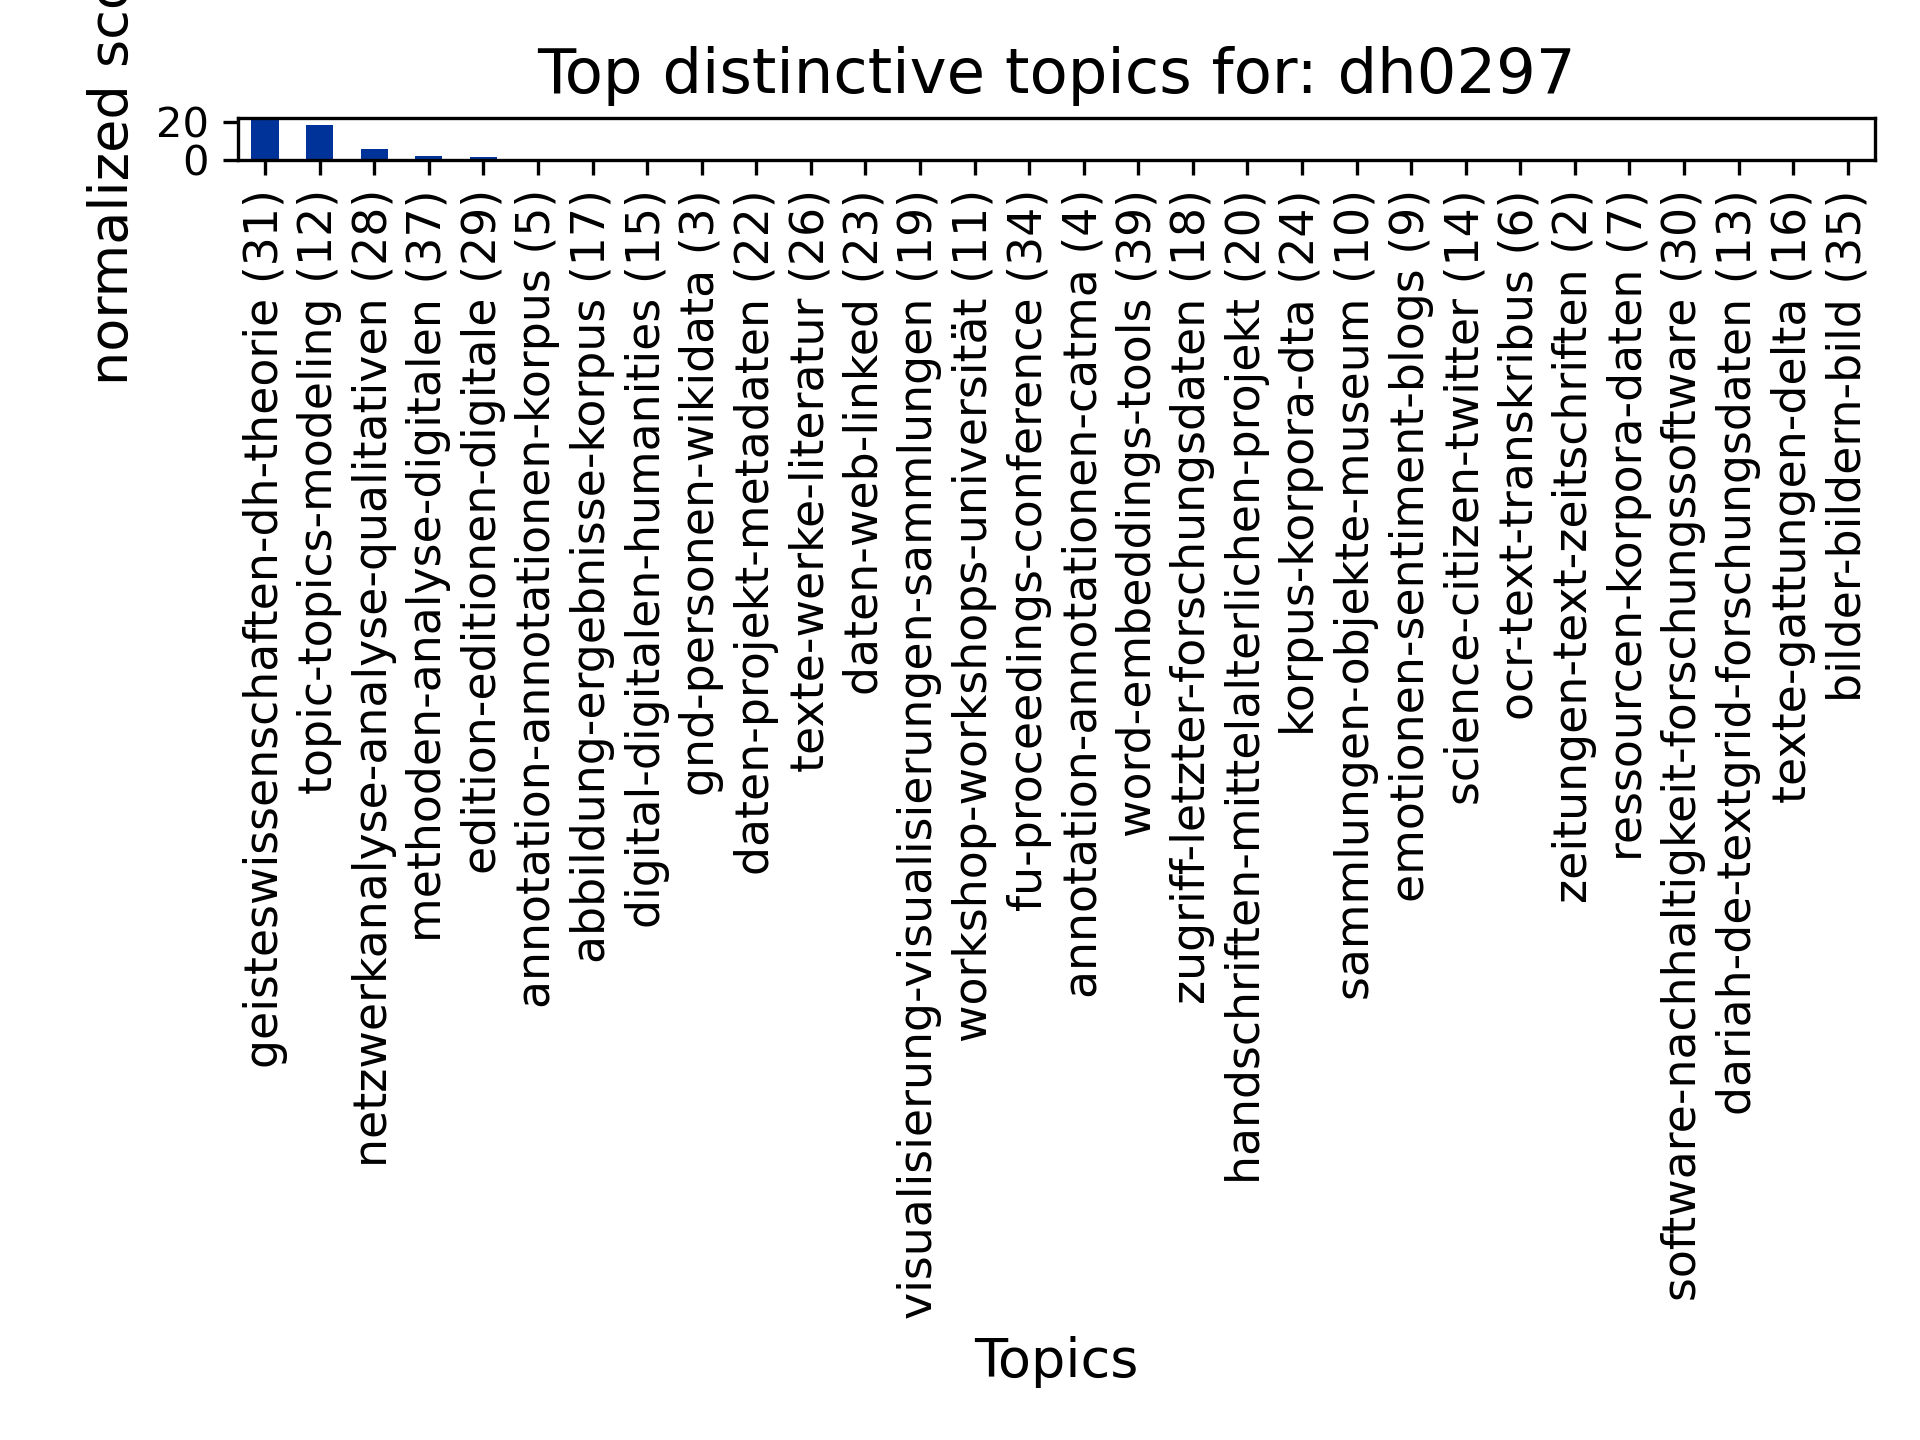 Top distinctive topics for: dh0297
normalized
20
0
geisteswissenschaften-dh-theorie (31)
topic-topics-modeling (12)
netzwerkanalyse-analyse-qualitativen (28)
methoden-analyse-digitalen (37)
edition-editionen-digitale (29)
annotation-annotationen-korpus (5)
abbildung-ergebnisse-korpus (17)
digital-digitalen-humanities (15)
gnd-personen-wikidata (3)
daten-projekt-metadaten (22)
texte-werke-literatur (26)
daten-web-linked (23)
visualisierung-visualisierungen-sammlungen (19)
workshop-workshops-universität (11)
fu-proceedings-conference (34)
annotation-annotationen-catma (4)
word-embeddings-tools (39)
zugriff-letzter-forschungsdaten (18)
handschriften-mittelalterlichen-projekt (20)
korpus-korpora-dta (24)
sammlungen-objekte-museum (10)
emotionen-sentiment-blogs (9)
science-citizen-twitter (14)
ocr-text-transkribus (6)
zeitungen-text-zeitschriften (2)
ressourcen-korpora-daten (7)
software-nachhaltigkeit-forschungssoftware (30)
dariah-de-textgrid-forschungsdaten (13)
texte-gattungen-delta (16)
bilder-bildern-bild (35)
Topics